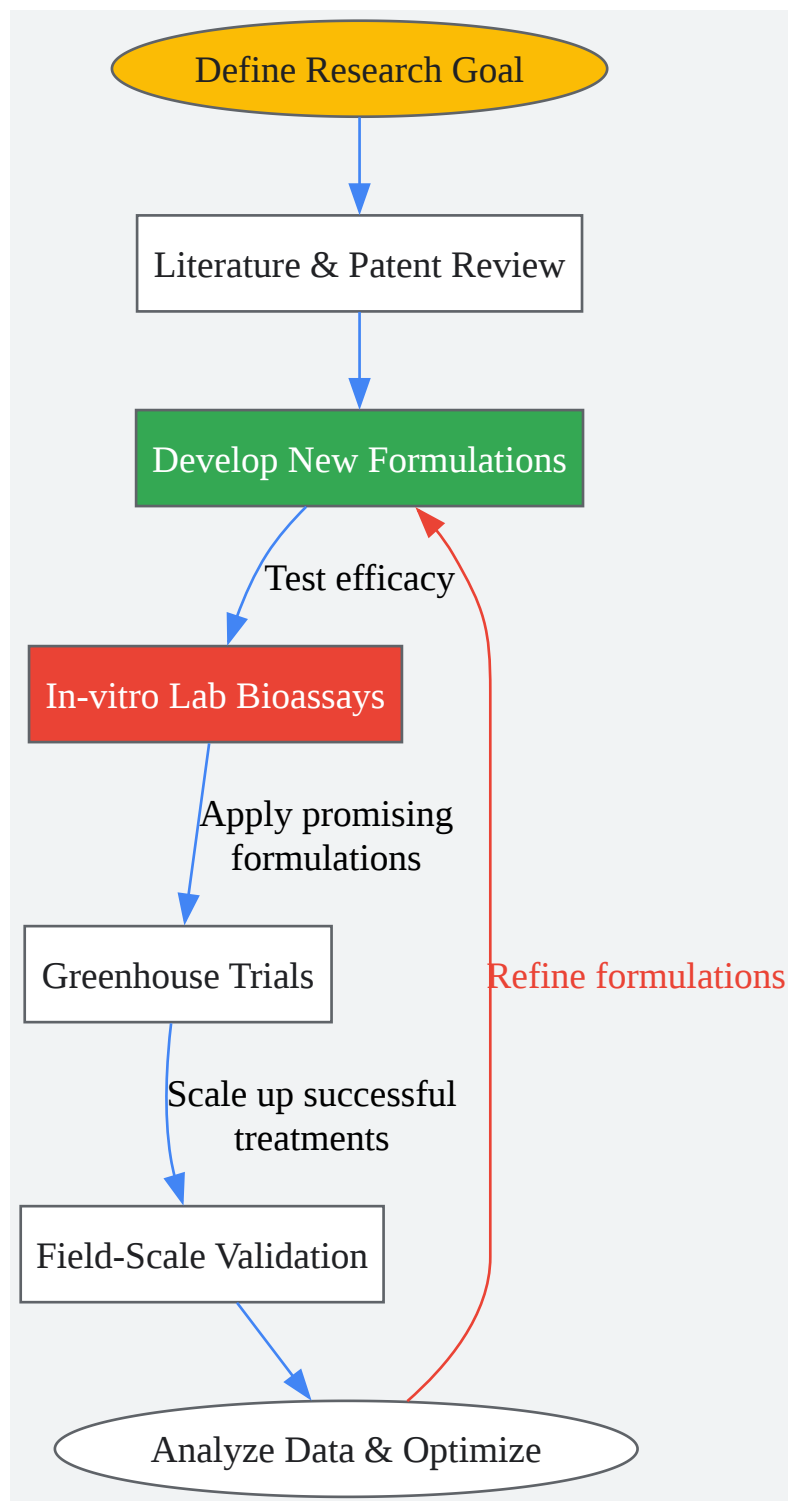 Define Research Goal
Literature & Patent Review
Develop New Formulations
Test efficacy
In-vitro Lab Bioassays
Apply promising
formulations
Greenhouse Trials
Refine formulations
Scale up successful
treatments
Field-Scale Validation
Analyze Data & Optimize